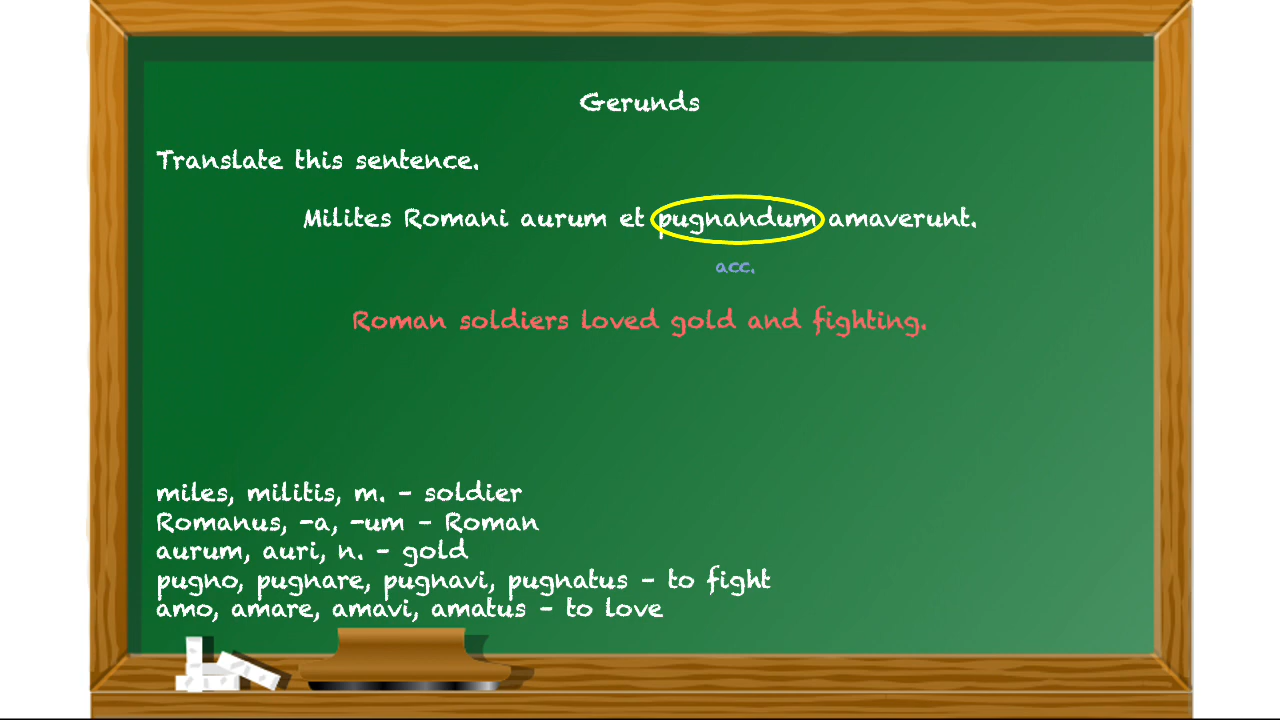 Gerunds
Translate this sentence.
Milites Romani aurum et pugnandum amaverunt.
acc.
Roman soldiers loved gold and fighting.
miles, militis, m. - soldier
Romanus, -a, -um - Roman
aurum, auri, n. - gold
pugno, pugnare, pugnavi, pugnatus - to fight
amo, amare, amavi, amatus - to love